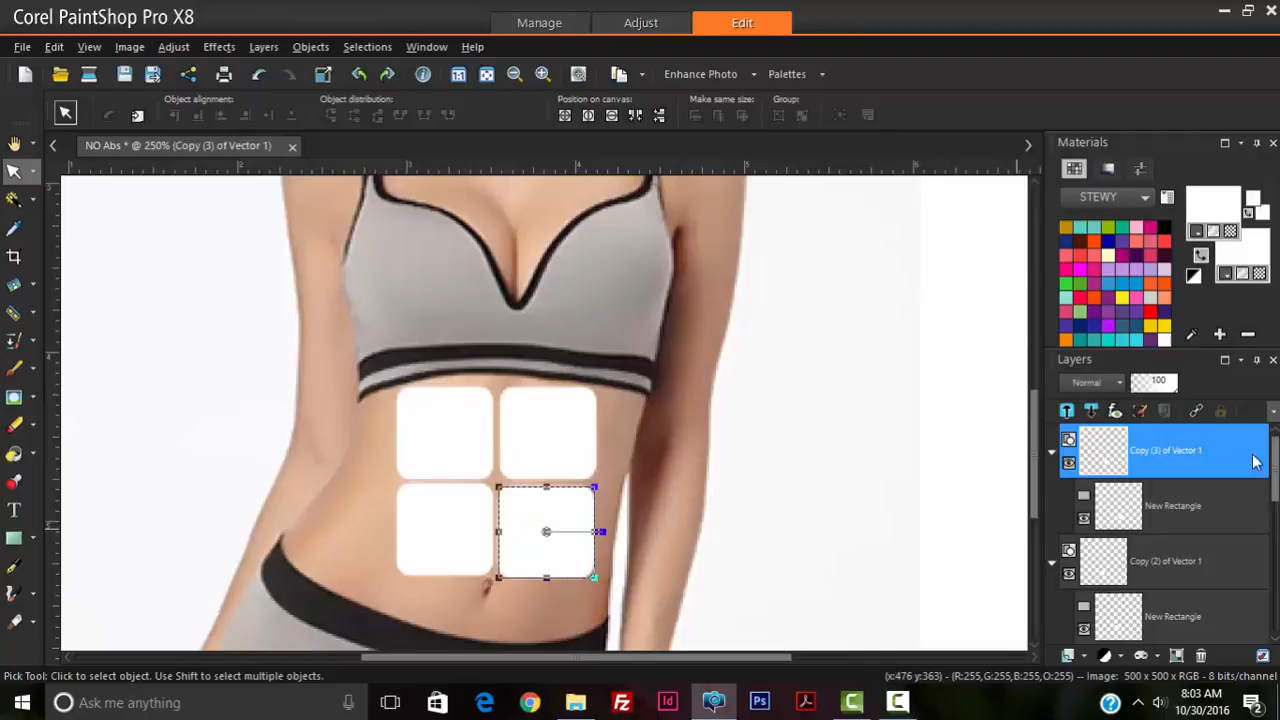 Corel PaintShop Pro X8
Manage Adjust Edit
File Edit View Image Adjust Effects Layers Objects Selections Window Help
Enhance Photo Palettes
Object alignment: Object distribution: Position on canvas: Make same size: Group:
NO Abs * @ 250% (Copy (3) of Vector 1)
Materials
STEWY
Layers
Normal 100
Copy (3) of Vector 1
New Rectangle
Copy (2) of Vector 1
New Rectangle
Pick Tool: Click to select object. Use Shift to select multiple objects.
(x:476 y:363) - (R:255,G:255,B:255,O:255) -- Image: 500 x 500 x RGB - 8 bits/channel
Ask me anything
8:03 AM
10/30/2016